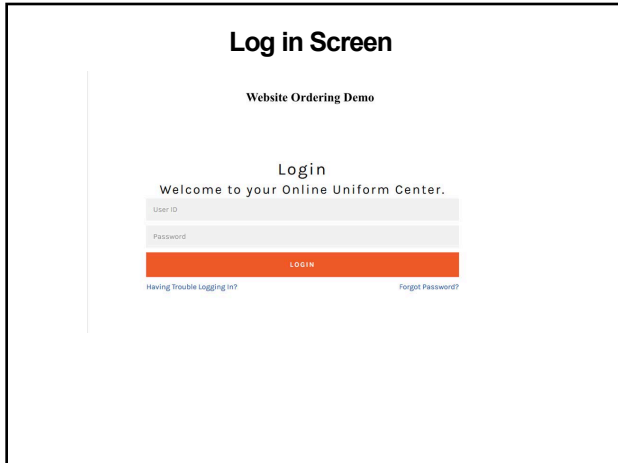 Log in Screen
Website Ordering Demo
Login
Welcome to your Online Uniform Center.
User ID
Password
LOGIN
Having Trouble Logging In? Forgot Password?